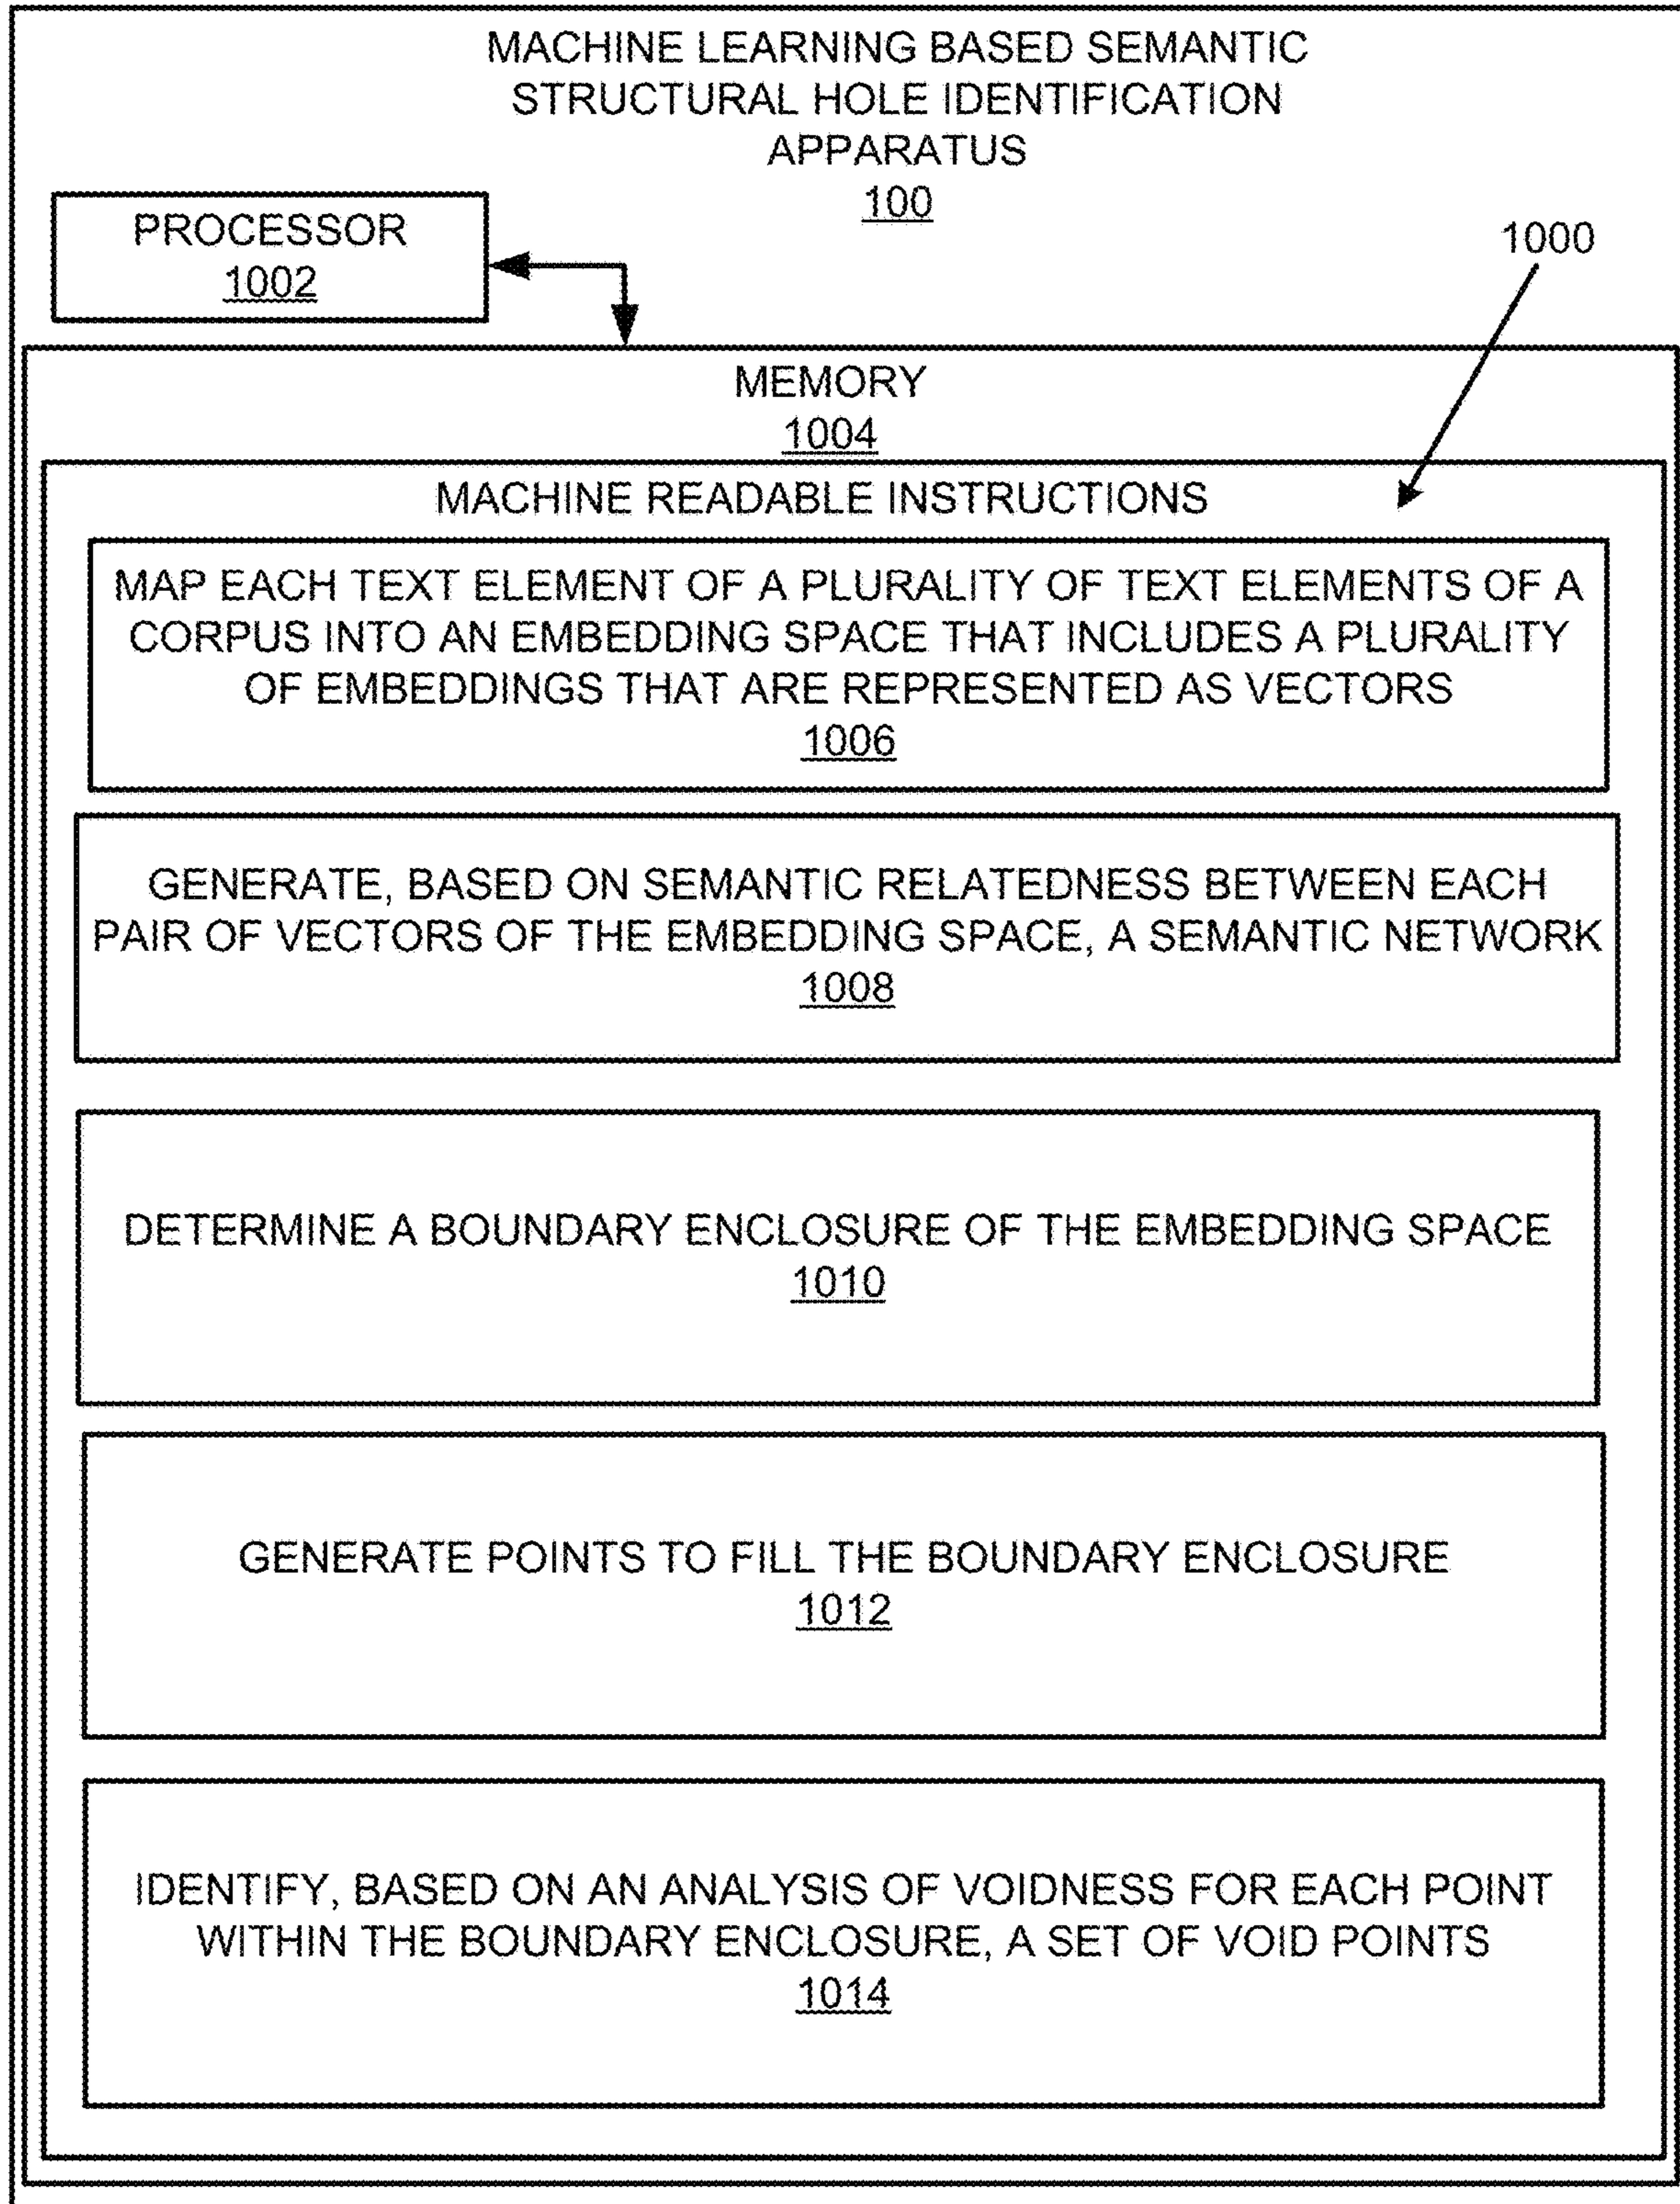 MACHINE LEARNING BASED SEMANTIC
STRUCTURAL HOLE IDENTIFICATION
APPARATUS
100
PROCESSOR
1002
1000
MEMORY
1004
MACHINE READABLE INSTRUCTIONS
MAP EACH TEXT ELEMENT OF A PLURALITY OF TEXT ELEMENTS OF A
CORPUS INTO AN EMBEDDING SPACE THAT INCLUDES A PLURALITY
OF EMBEDDINGS THAT ARE REPRESENTED AS VECTORS
1006
GENERATE, BASED ON SEMANTIC RELATEDNESS BETWEEN EACH
PAIR OF VECTORS OF THE EMBEDDING SPACE, A SEMANTIC NETWORK
1008
DETERMINE A BOUNDARY ENCLOSURE OF THE EMBEDDING SPACE
1010
GENERATE POINTS TO FILL THE BOUNDARY ENCLOSURE
1012
IDENTIFY, BASED ON AN ANALYSIS OF VOIDNESS FOR EACH POINT
WITHIN THE BOUNDARY ENCLOSURE, A SET OF VOID POINTS
1014